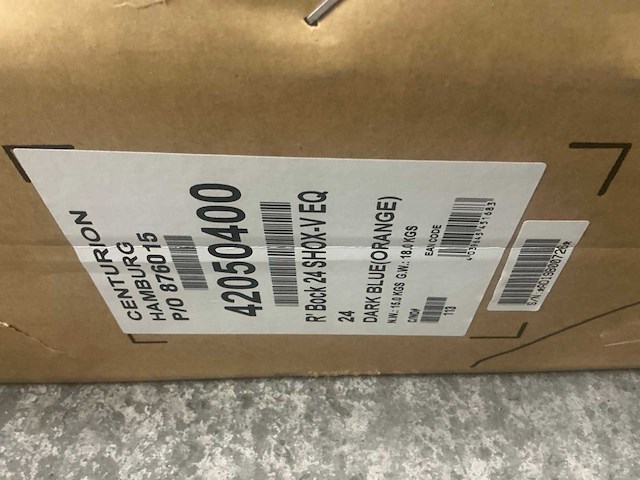 CENTURION
HAMBURG
P/O 876015
42050400
R' Bock 24 SHOX-V EQ
24
DARK BLUE(ORANGE)
N.W.: 15.0 KGS G.W.: 18.0 KGS
C/NO#
113
EAN CODE